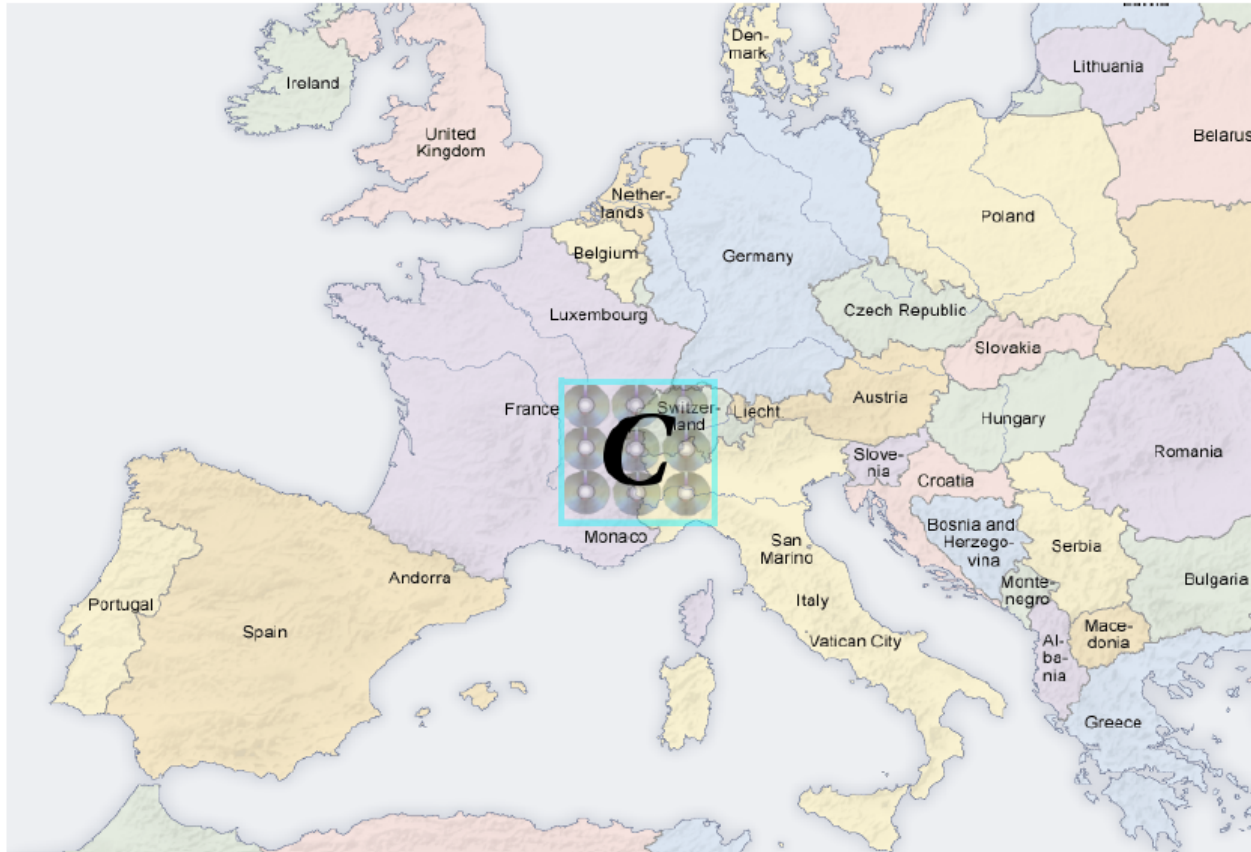 Den-
mark
Lithuania
Ireland
United
Kingdom
Belarus
Nether-
lands
Poland
Belgium
Germany
Luxembourg
Czech Republic
Slovakia
France
Switzer-
land
Liecht
Austria
Hungary
C
Slove-
nia
Romania
Croatia
Bosnia and
Herzego-
vina
Monaco
San
Marino
Serbia
Andorra
Monte-
negro
Bulgaria
Portugal
Spain
Italy
Vatican City
Mace-
donia
Al-
ba-
nia
Greece